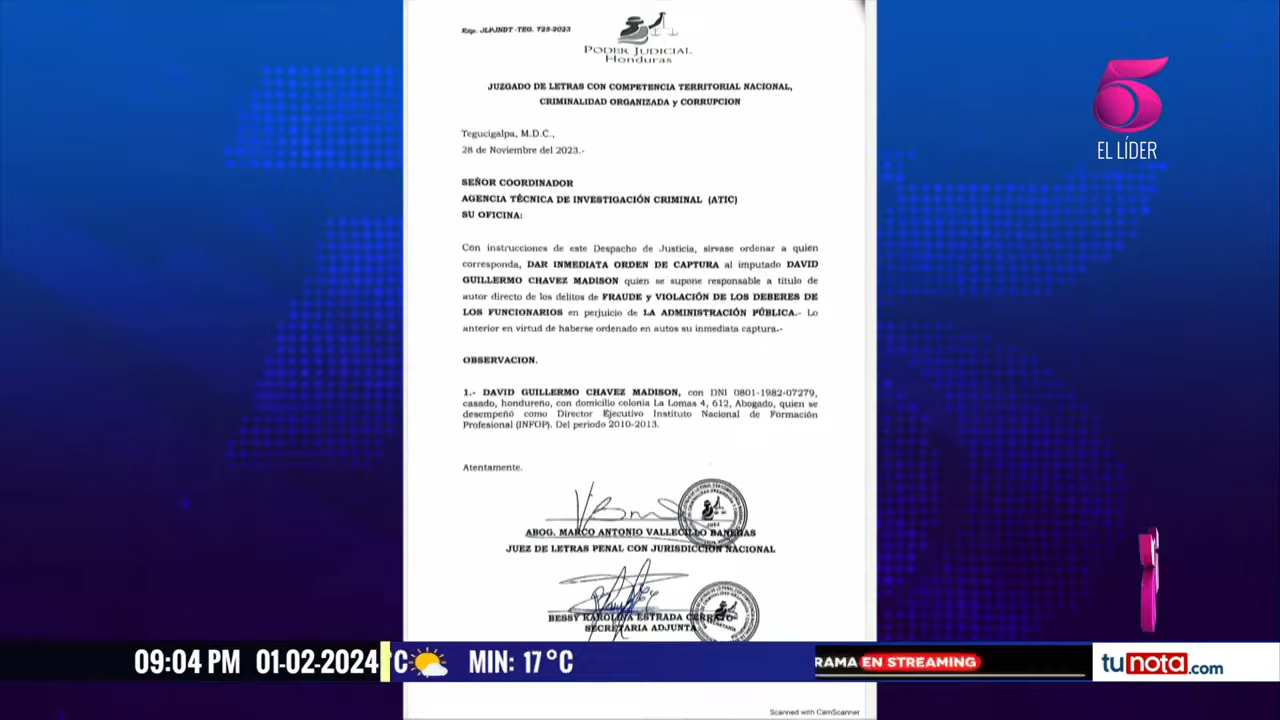 Exp. JLPJNDT -TEG. 725-2023
PODER JUDICIAL
Honduras
JUZGADO DE LETRAS CON COMPETENCIA TERRITORIAL NACIONAL,
CRIMINALIDAD ORGANIZADA y CORRUPCION
Tegucigalpa, M.D.C.,
28 de Noviembre del 2023.-
SEÑOR COORDINADOR
AGENCIA TÉCNICA DE INVESTIGACIÓN CRIMINAL (ATIC)
SU OFICINA:
Con instrucciones de este Despacho de Justicia, sírvase ordenar a quien
corresponda, DAR INMEDIATA ORDEN DE CAPTURA al imputado DAVID
GUILLERMO CHAVEZ MADISON quien se supone responsable a titulo de
autor directo de los delitos de FRAUDE y VIOLACIÓN DE LOS DEBERES DE
LOS FUNCIONARIOS en perjuicio de LA ADMINISTRACIÓN PÚBLICA.- Lo
anterior en virtud de haberse ordenado en autos su inmediata captura.-
OBSERVACION.
1.- DAVID GUILLERMO CHAVEZ MADISON, con DNI 0801-1982-07279,
casado, hondureño, con domicilio colonia La Lomas 4, 612, Abogado, quien se
desempeñó como Director Ejecutivo Instituto Nacional de Formación
Profesional (INFOP). Del periodo 2010-2013.
Atentamente.
ABOG. MARCO ANTONIO VALLECILLO BANEGAS
JUEZ DE LETRAS PENAL CON JURISDICCION NACIONAL
BESSY KAROLINA ESTRADA CERRATO
SECRETARIA ADJUNTA
Scanned with CamScanner
5
EL LÍDER
09:04 PM 01-02-2024 °C MIN: 17°C
RAMA EN STREAMING
tunota.com